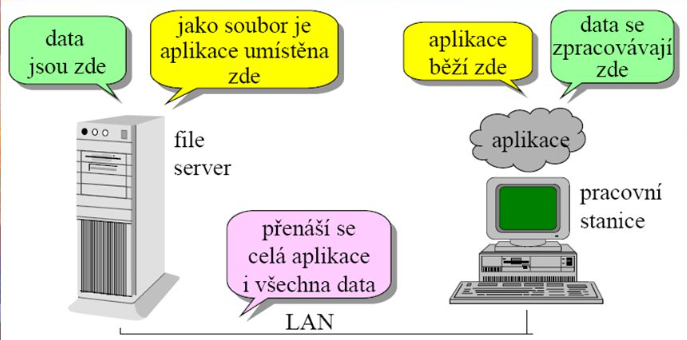 data
jsou zde
jako soubor je
aplikace umístěna
zde
aplikace
běží zde
data se
zpracovávají
zde
file
server
aplikace
pracovní
stanice
přenáší se
celá aplikace
i všechna data
LAN